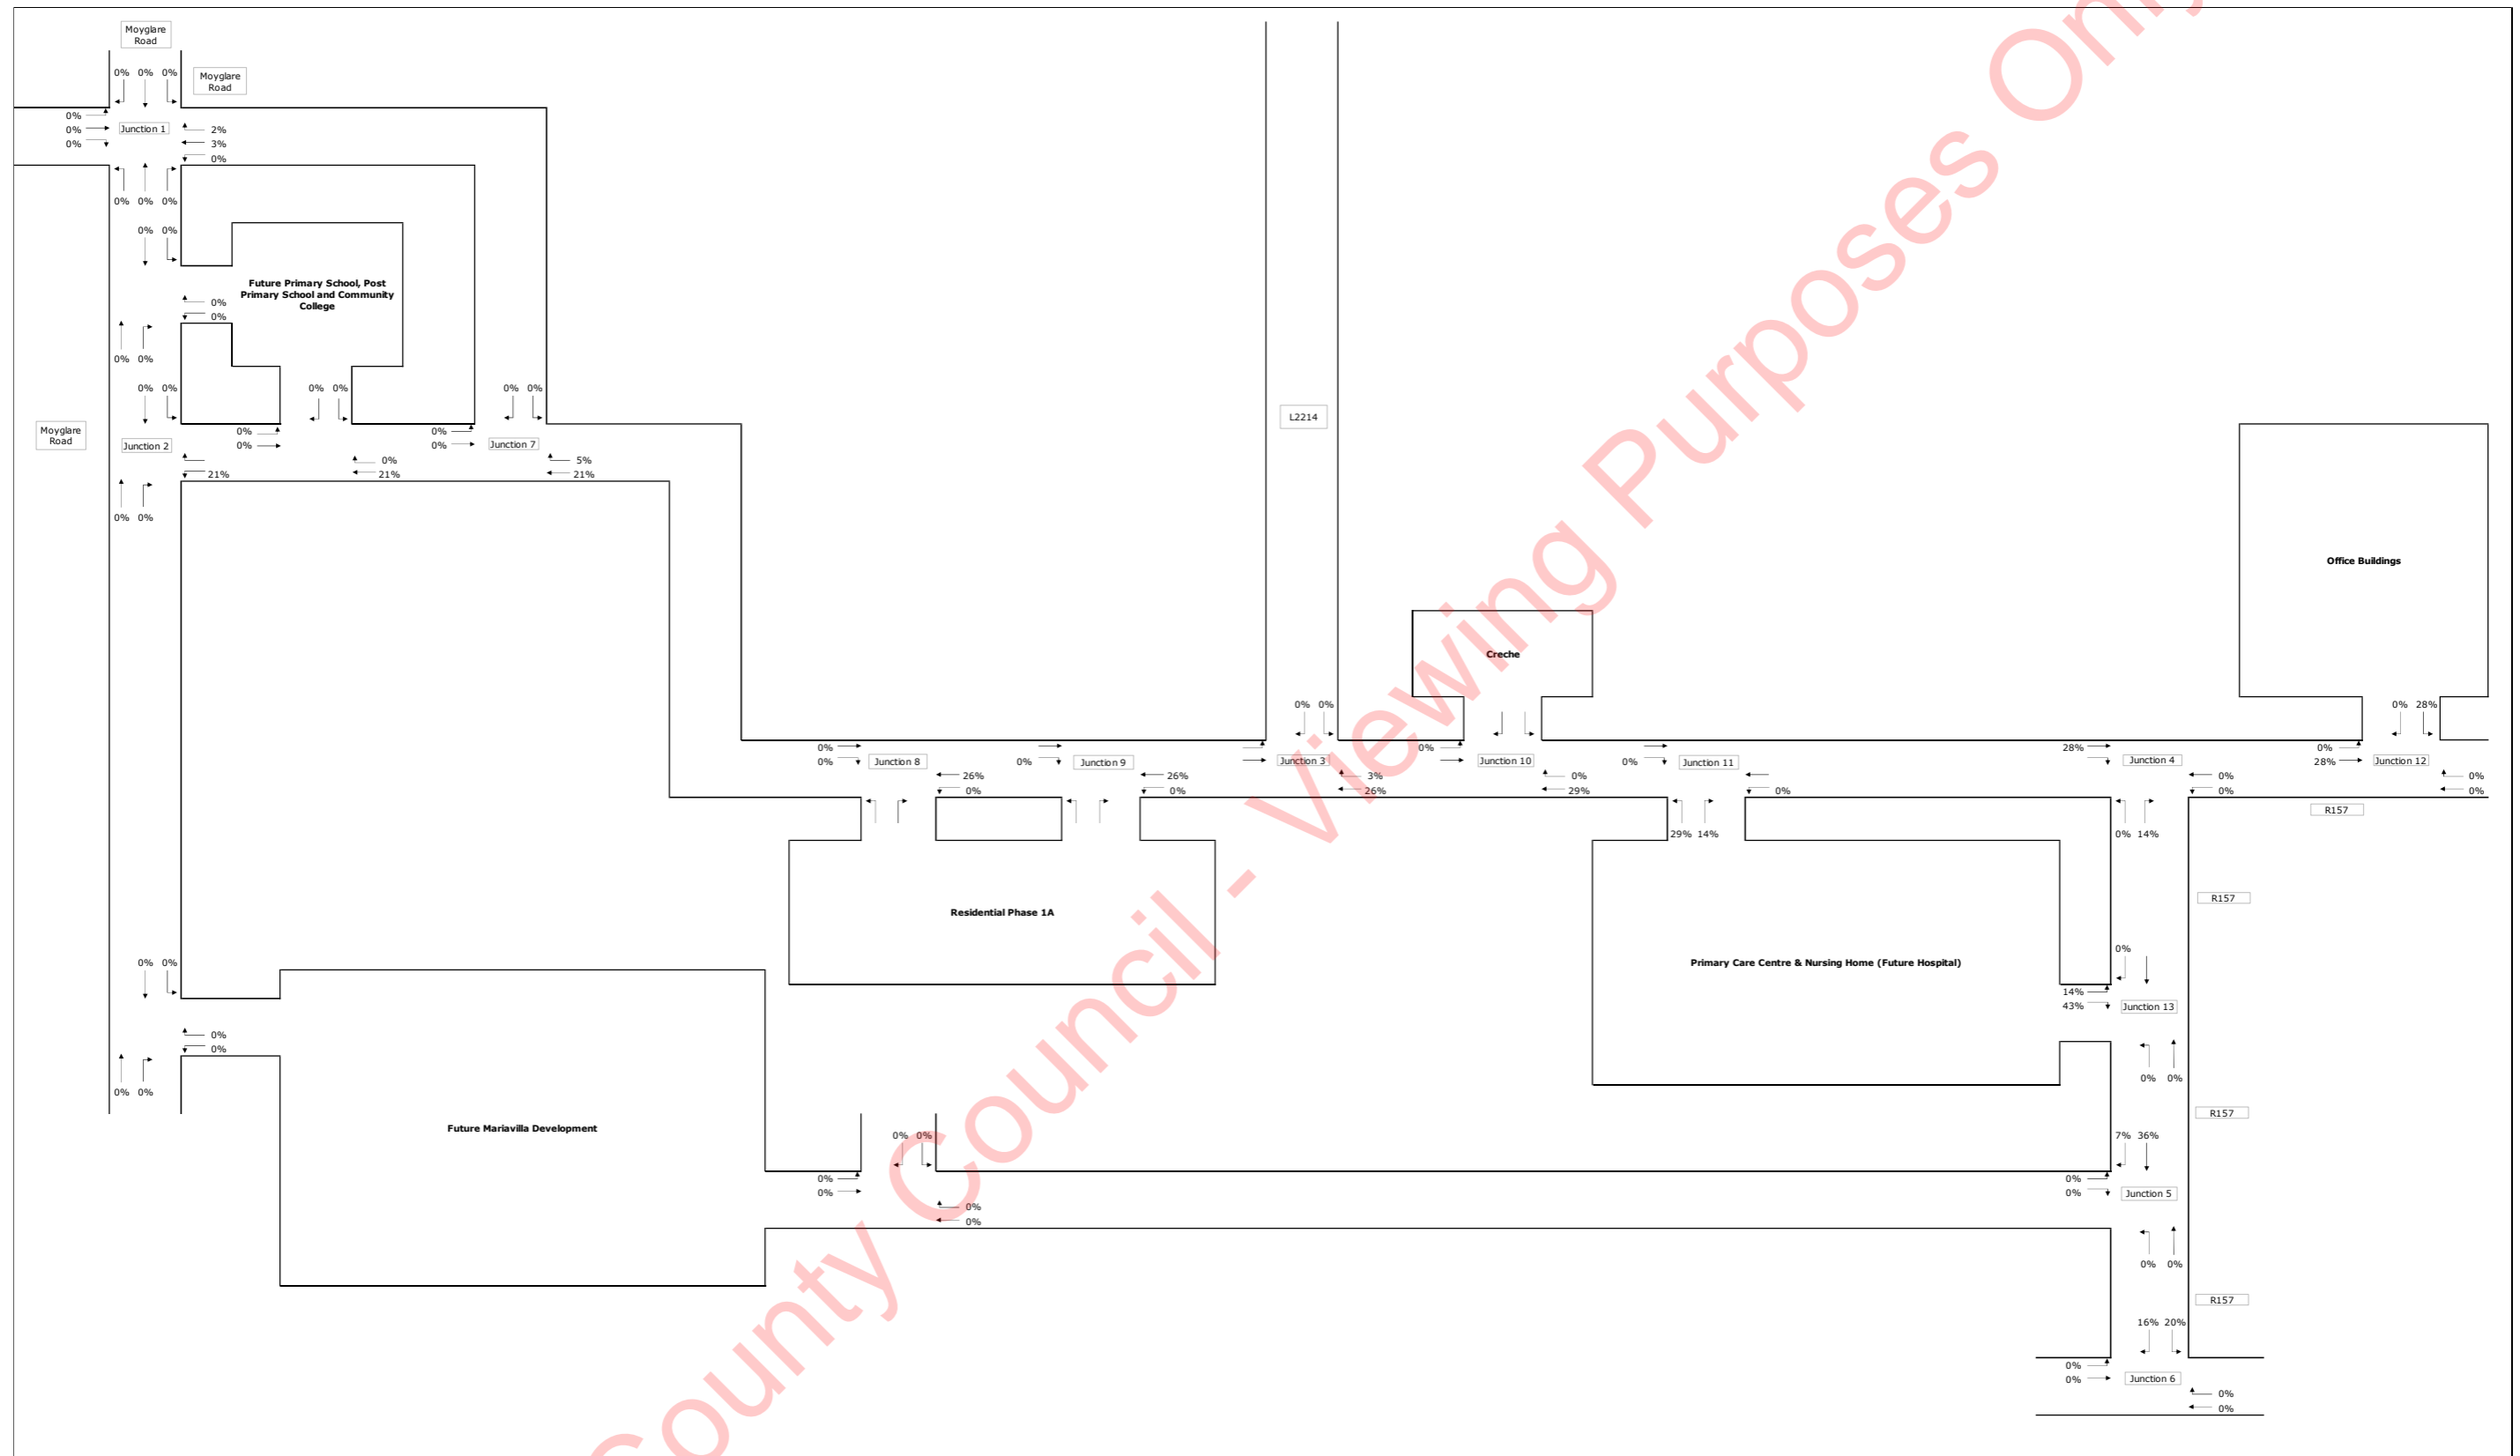 Moyglare
Road
0% 0% 0%
Moyglare
Road
0%
0% Junction 1 2%
0% 3%
0%
0% 0% 0%
0% 0%
Future Primary School, Post
Primary School and Community
College
0%
0%
0% 0%
0% 0% 0% 0% 0% 0%
L2214
Moyglare
Road
0% 0%
Junction 2 0% 0% Junction 7
0% 5%
21% 21% 21%
0% 0%
Office Buildings
Creche
0% 0% 0% 28%
0% 0% 28% 0%
0% Junction 8 0% Junction 9 Junction 3 Junction 10 0% Junction 11 Junction 4 28% Junction 12
26% 26% 3% 0% 0% 0%
0% 0% 26% 29% 0% 0% 0%
R157
29% 14% 0% 14%
R157
Residential Phase 1A
0% 0% 0%
Primary Care Centre & Nursing Home (Future Hospital)
14%
43% Junction 13
0%
0%
0% 0% 0% 0%
R157
Future Mariavilla Development
0% 0% 7% 36%
0% 0%
0% 0% Junction 5
0%
0%
0% 0%
R157
16% 20%
0%
0% Junction 6
0%
0%
County Council - Viewing Purposes Only